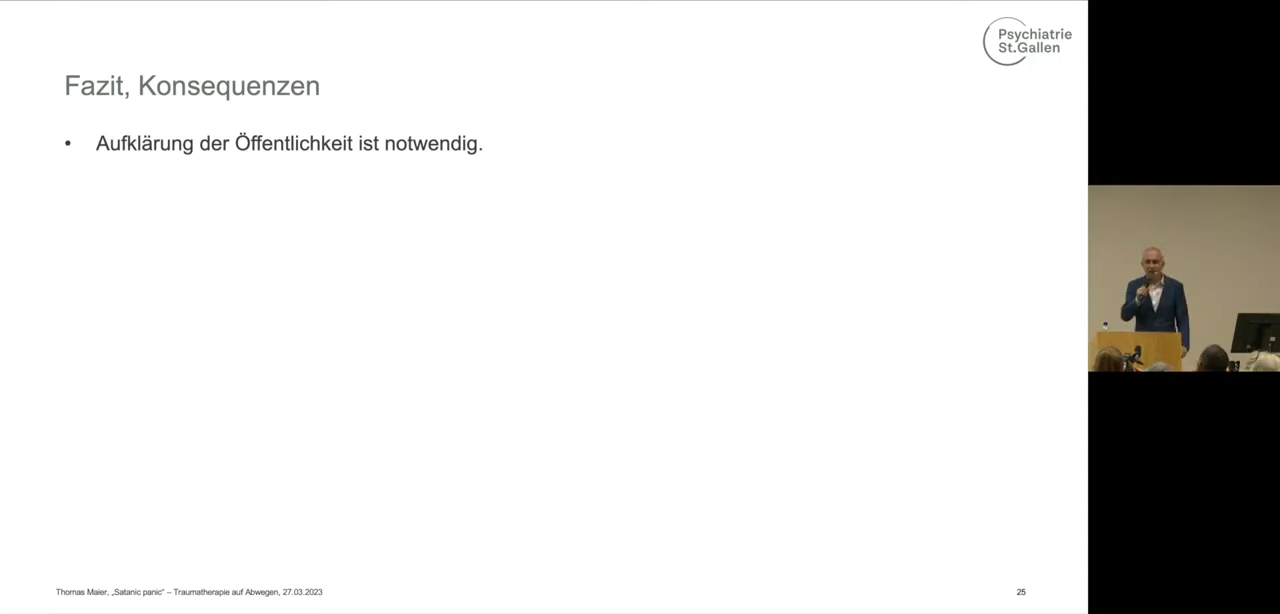 Psychiatrie
St.Gallen
Fazit, Konsequenzen
• Aufklärung der Öffentlichkeit ist notwendig.
Thomas Maier, „Satanic panic“ – Traumatherapie auf Abwegen, 27.03.2023
25